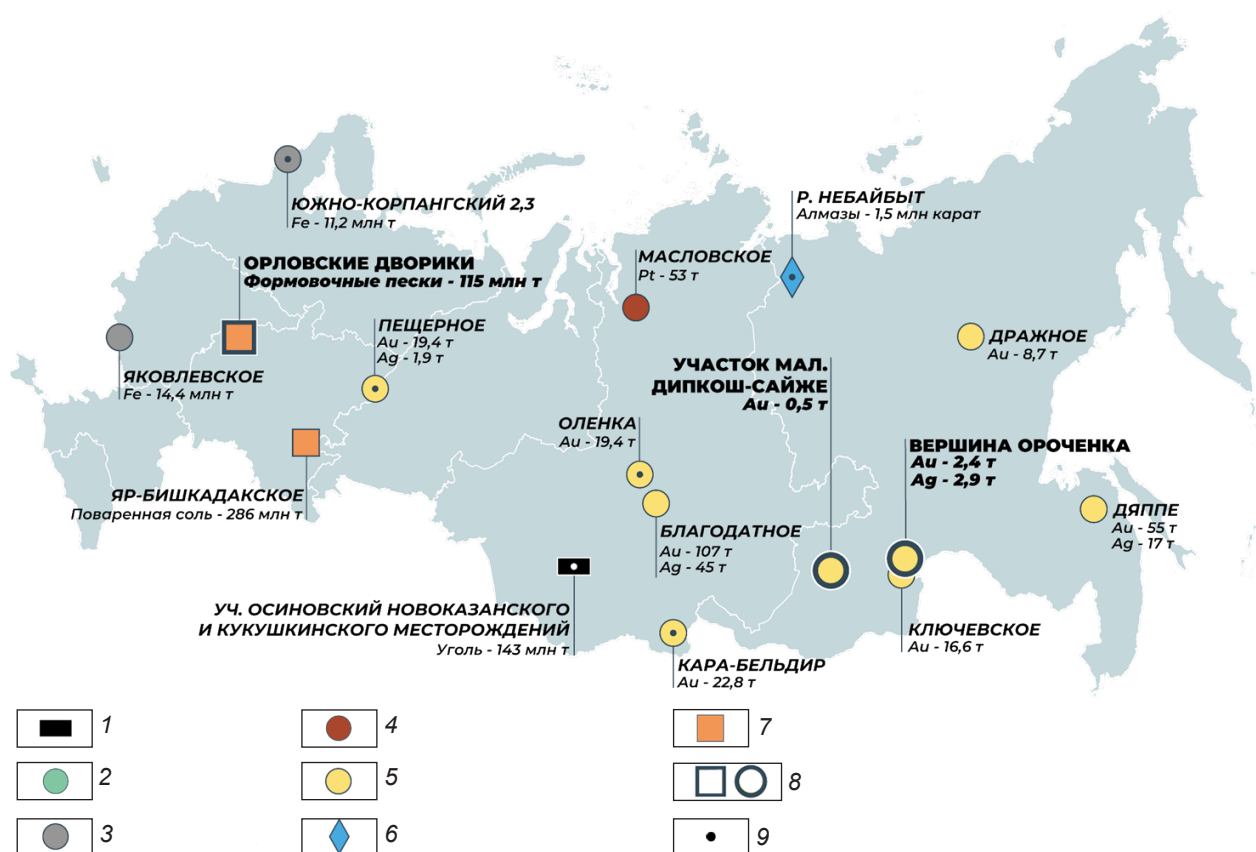 ЮЖНО-КОРПАНГСКИЙ 2,3
Fe - 11,2 млн т
Р. НЕБАЙБЫТ
Алмазы - 1,5 млн карат
ОРЛОВСКИЕ ДВОРИКИ
Формовочные пески - 115 млн т
МАСЛОВСКОЕ
Pt - 53 т
ПЕЩЕРНОЕ
Au - 19,4 т
Ag - 1,9 т
ДРАЖНОЕ
Au - 8,7 т
ЯКОВЛЕВСКОЕ
Fe - 14,4 млн т
УЧАСТОК МАЛ.
ДИПКОШ-САЙЖЕ
Au - 0,5 т
ОЛЕНКА
Au - 19,4 т
ВЕРШИНА ОРОЧЕНКА
Au - 2,4 т
Ag - 2,9 т
ЯР-БИШКАДАКСКОЕ
Поваренная соль - 286 млн т
БЛАГОДАТНОЕ
Au - 107 т
Ag - 45 т
ДЯППЕ
Au - 55 т
Ag - 17 т
УЧ. ОСИНОВСКИЙ НОВОКАЗАНСКОГО
И КУКУШКИНСКОГО МЕСТОРОЖДЕНИЙ
Уголь - 143 млн т
КЛЮЧЕВСКОЕ
Au - 16,6 т
КАРА-БЕЛЬДИР
Au - 22,8 т
1
2
3
4
5
6
7
8
9